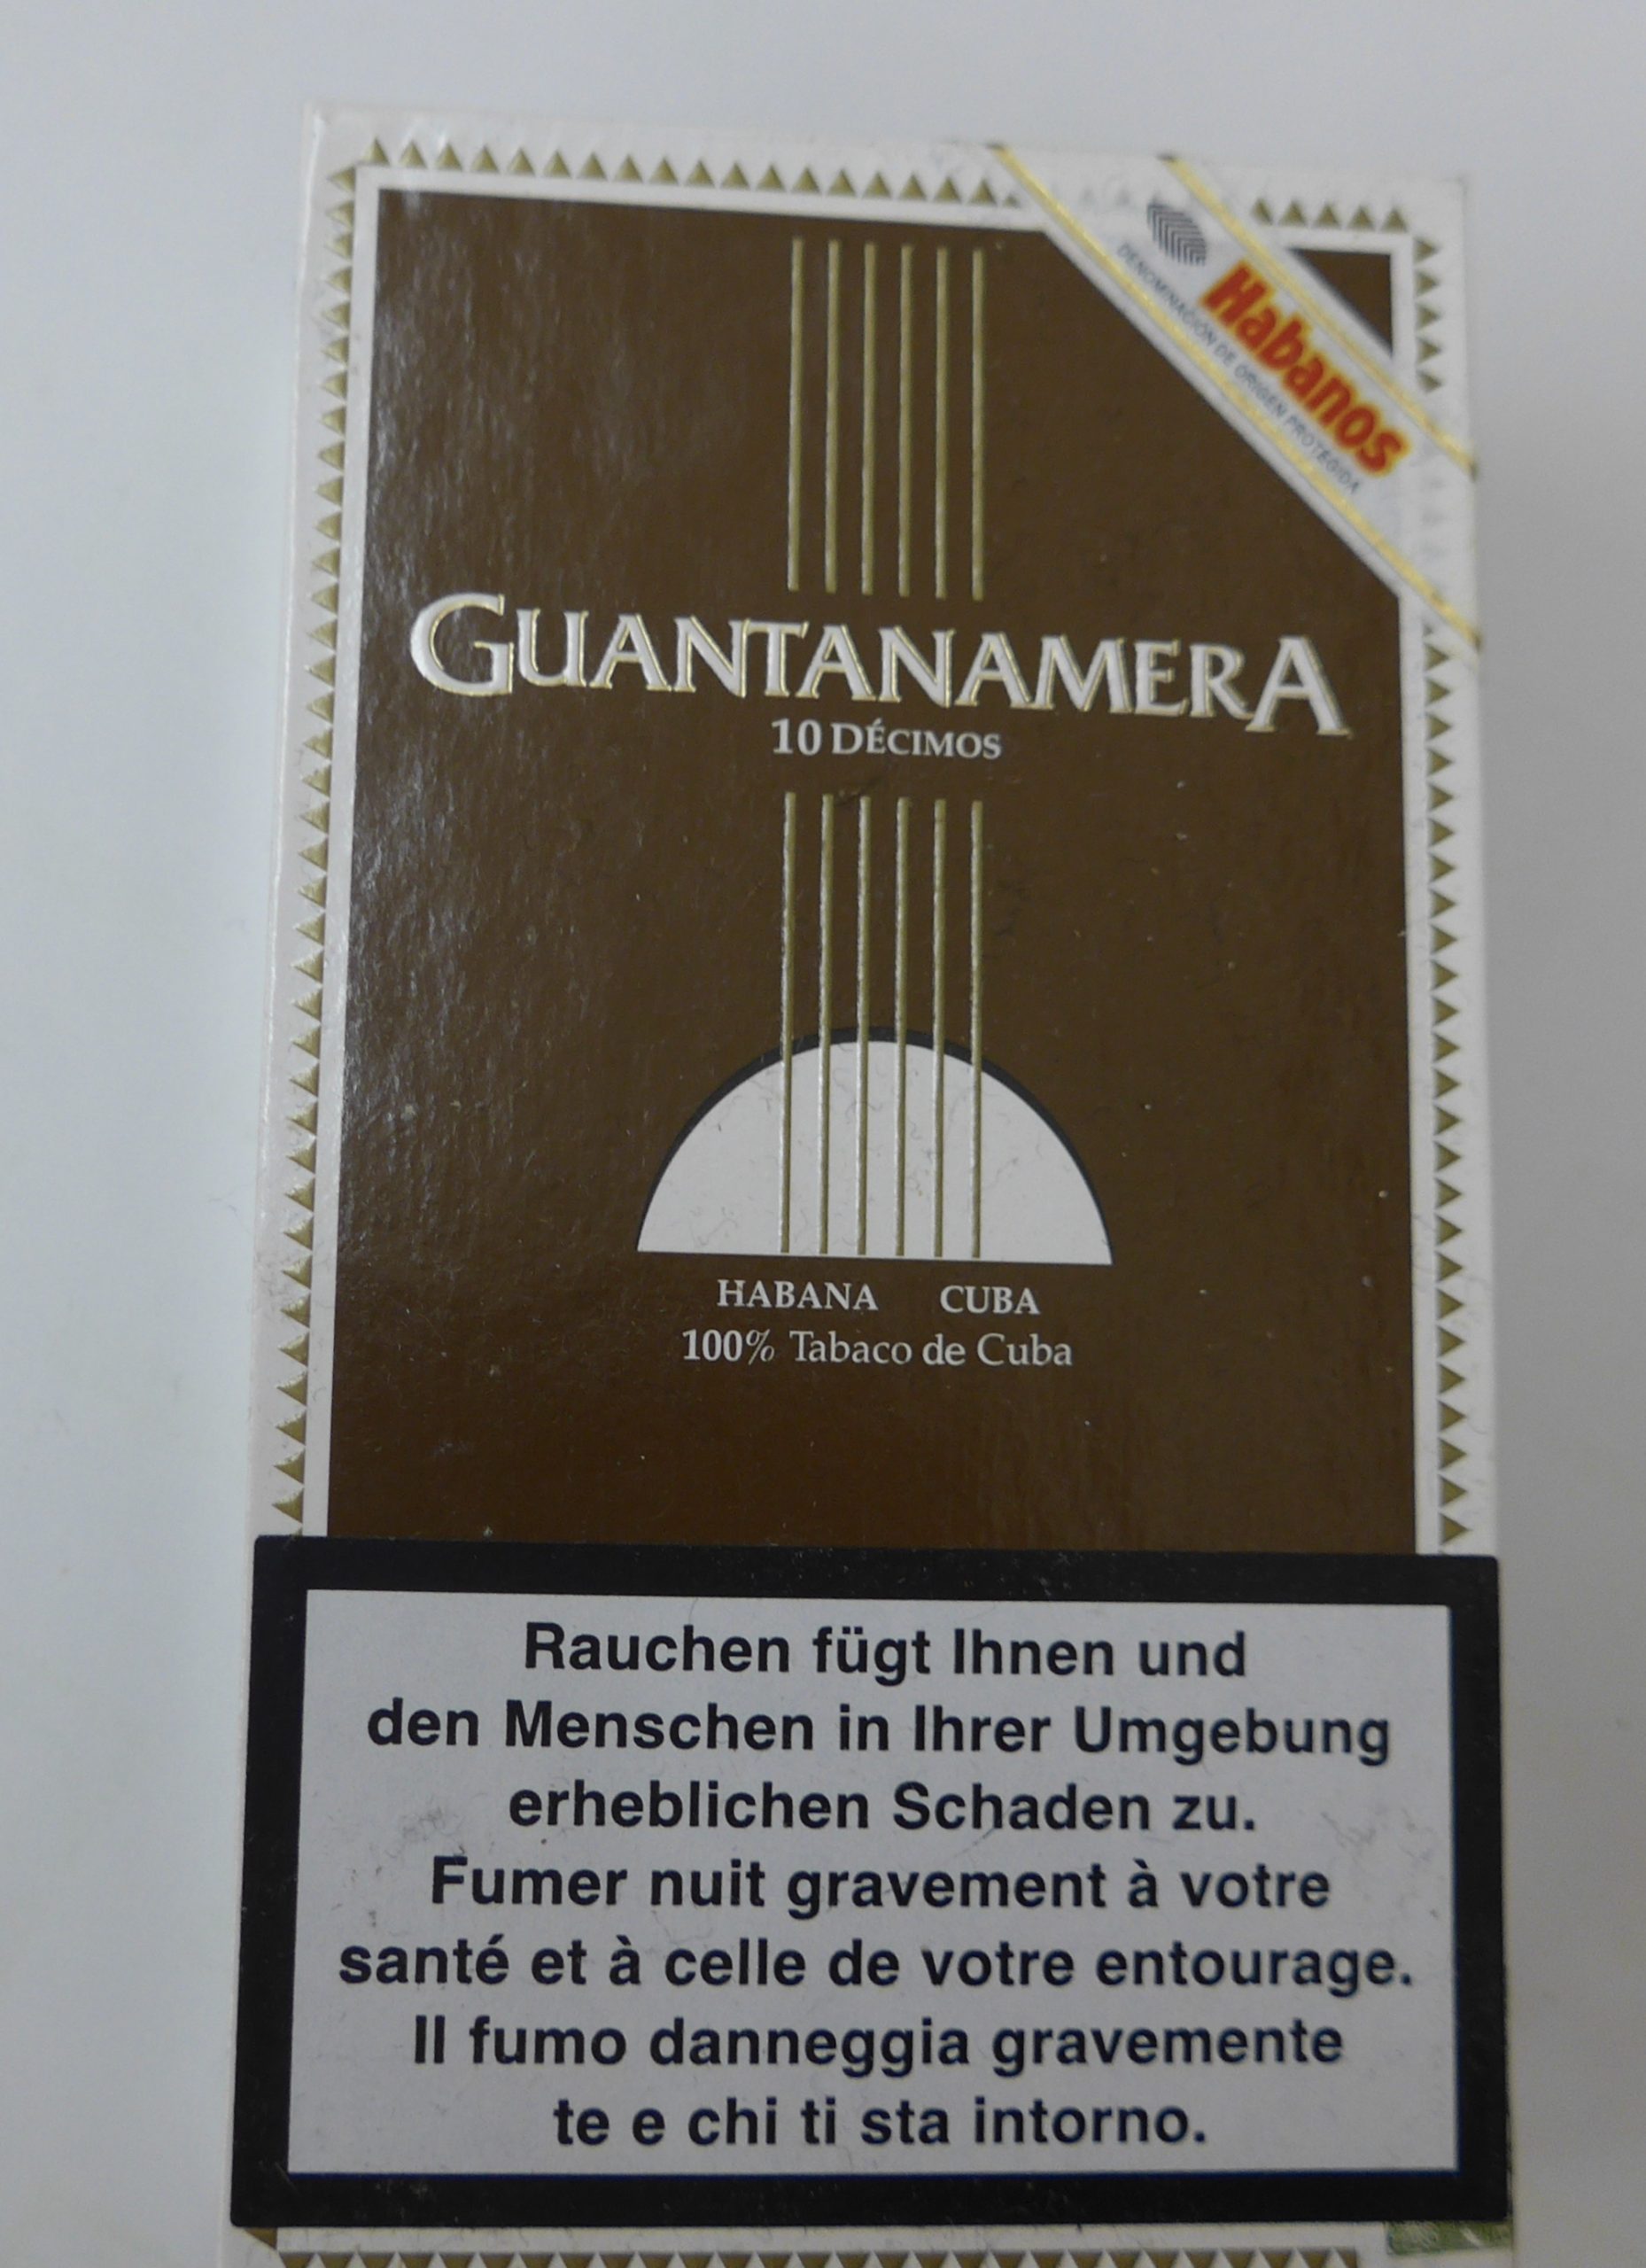 Habanos
DENOMINACIÓN DE ORIGEN PROTEGIDA
GUANTANAMERA
10 DÉCIMOS
HABANA CUBA
100% Tabaco de Cuba
Rauchen fügt Ihnen und
den Menschen in Ihrer Umgebung
erheblichen Schaden zu.
Fumer nuit gravement à votre
santé et à celle de votre entourage.
Il fumo danneggia gravemente
te e chi ti sta intorno.